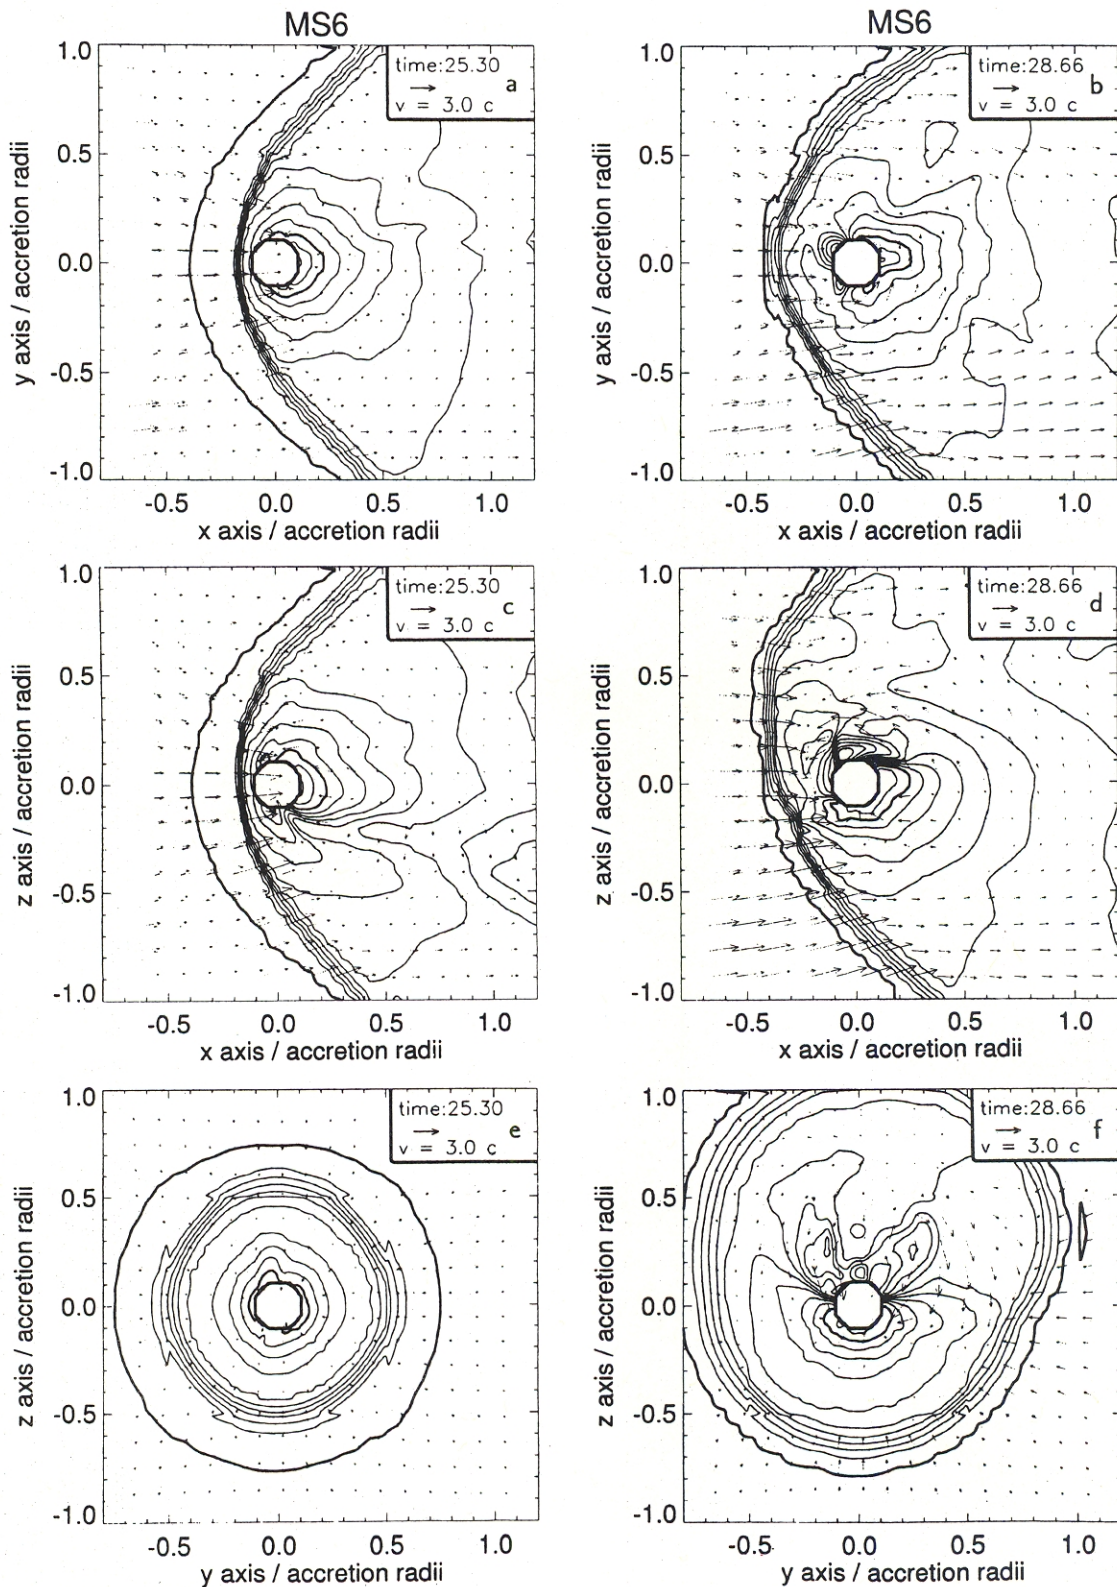 MS6
MS6
1.0
0.5
0.0
-0.5
-1.0
y axis / accretion radii
time:25.30
v = 3.0 c
a
-0.5 0.0 0.5 1.0
x axis / accretion radii
1.0
0.5
0.0
-0.5
-1.0
y axis / accretion radii
time:28.66
v = 3.0 c
b
-0.5 0.0 0.5 1.0
x axis / accretion radii
1.0
0.5
0.0
-0.5
-1.0
z axis / accretion radii
time:25.30
v = 3.0 c
c
-0.5 0.0 0.5 1.0
x axis / accretion radii
1.0
0.5
0.0
-0.5
-1.0
z axis / accretion radii
time:28.66
v = 3.0 c
d
-0.5 0.0 0.5 1.0
x axis / accretion radii
1.0
0.5
0.0
-0.5
-1.0
z axis / accretion radii
time:25.30
v = 3.0 c
e
-0.5 0.0 0.5 1.0
y axis / accretion radii
1.0
0.5
0.0
-0.5
-1.0
z axis / accretion radii
time:28.66
v = 3.0 c
f
-0.5 0.0 0.5 1.0
y axis / accretion radii